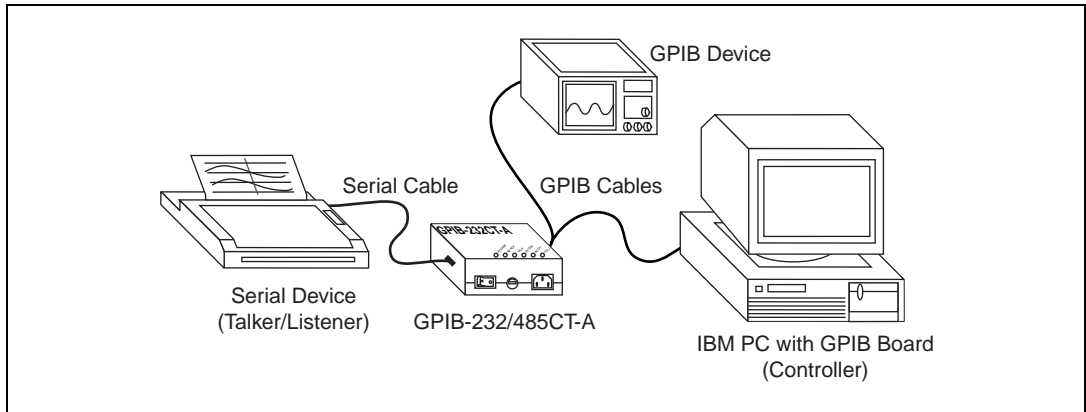 GPIB Device
Serial Cable
GPIB Cables
GPIB-232CT-A
Serial Device
(Talker/Listener)
GPIB-232/485CT-A
IBM PC with GPIB Board
(Controller)